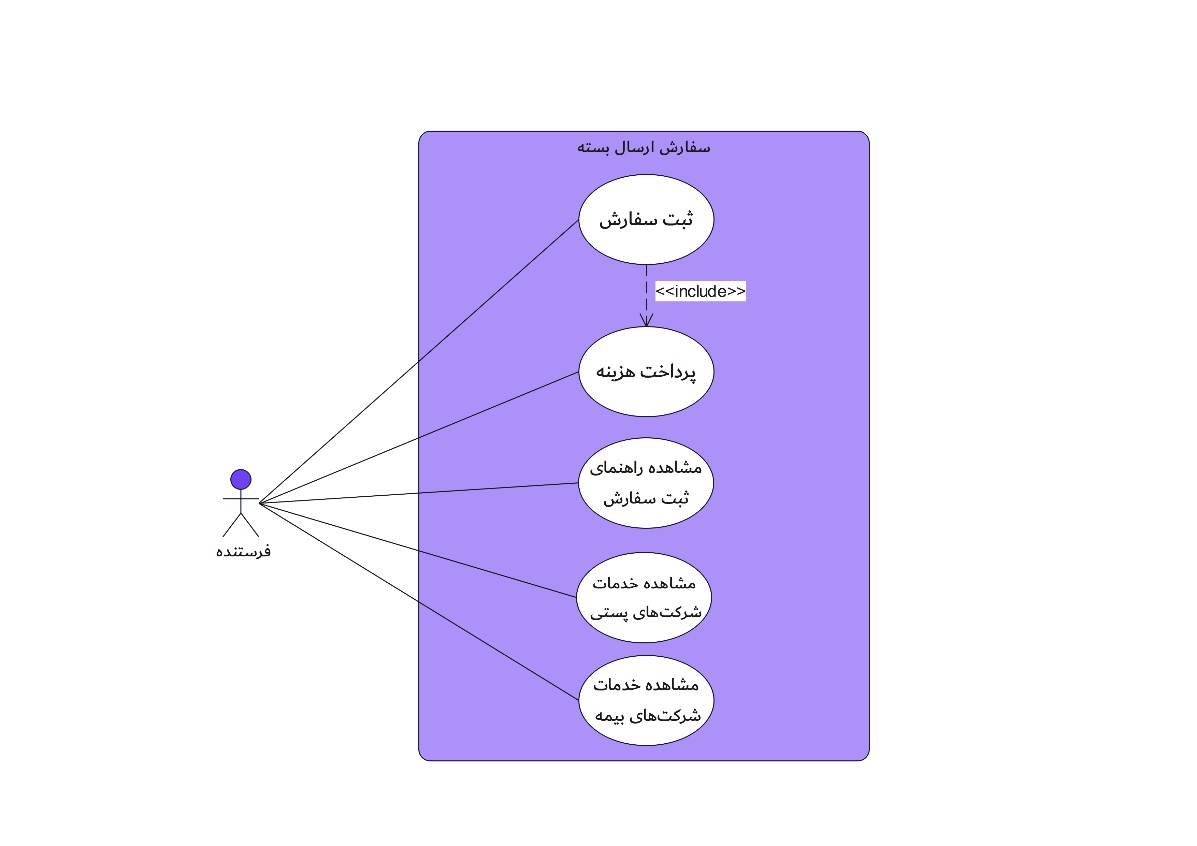 سفارش ارسال بسته
ثبت سفارش
<<include>>
پرداخت هزینه
مشاهده راهنمای
ثبت سفارش
فرستنده
مشاهده خدمات
شرکت‌های پستی
مشاهده خدمات
شرکت‌های بیمه